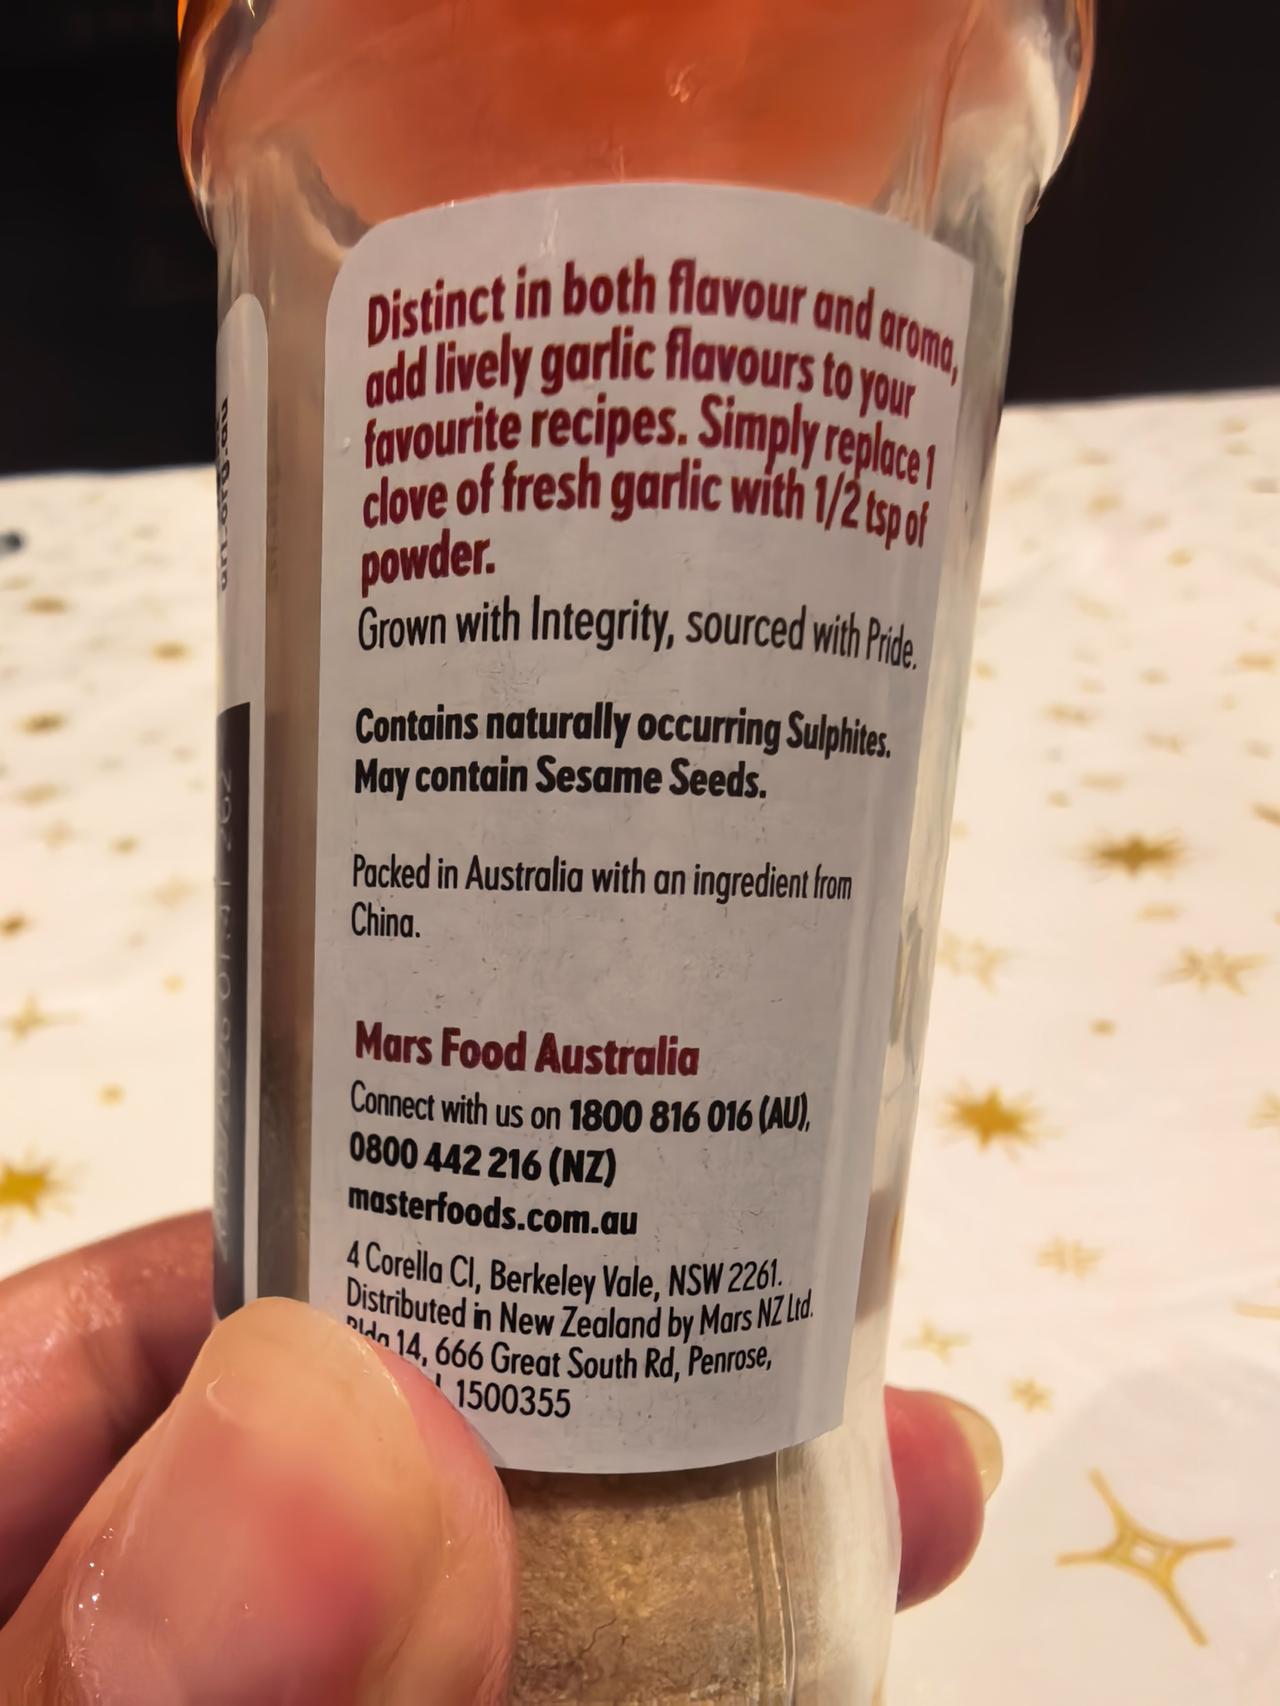 Distinct in both flavour and aroma,
add lively garlic flavours to your
favourite recipes. Simply replace 1
clove of fresh garlic with 1/2 tsp of
powder.
Grown with Integrity, sourced with Pride.
Contains naturally occurring Sulphites.
May contain Sesame Seeds.
Packed in Australia with an ingredient from
China.
Mars Food Australia
Connect with us on 1800 816 016 (AU),
0800 442 216 (NZ)
masterfoods.com.au
4 Corella Cl, Berkeley Vale, NSW 2261.
Distributed in New Zealand by Mars NZ Ltd.
14, 666 Great South Rd, Penrose,
1500355